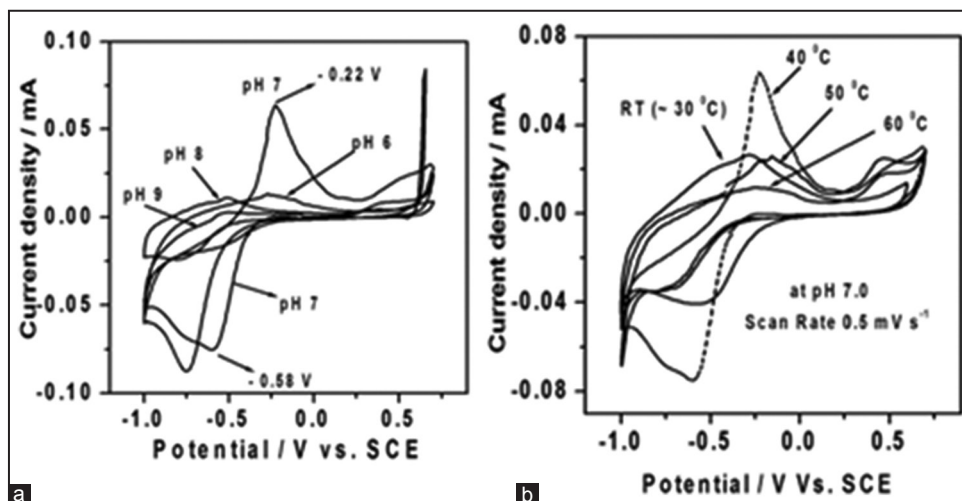 0.10
0.05
0.00
-0.05
-0.10
Current density / mA
pH 7
- 0.22 V
pH 6
pH 8
pH 9
pH 7
- 0.58 V
-1.0 -0.5 0.0 0.5
Potential / V vs. SCE
a
0.08
0.04
0.00
-0.04
-0.08
Current density / mA
40 ⁰C
50 ⁰C
RT (~ 30 ⁰C)
60 ⁰C
at pH 7.0
Scan Rate 0.5 mV s⁻¹
-1.0 -0.5 0.0 0.5
Potential / V Vs. SCE
b